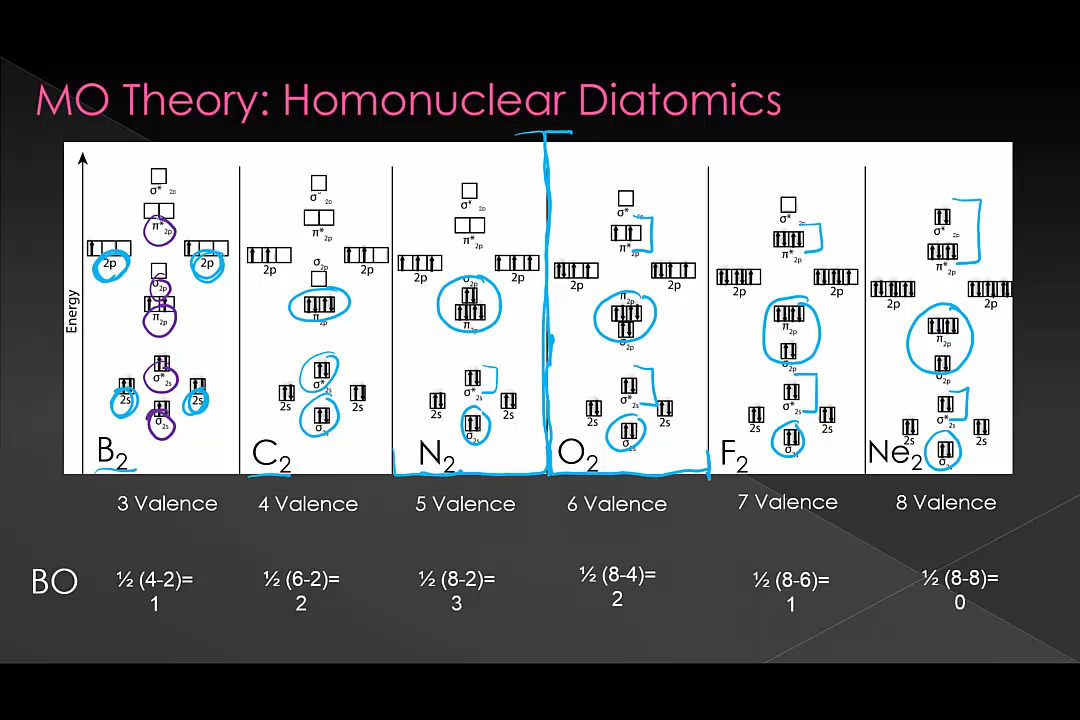 MO Theory: Homonuclear Diatomics
Energy
σ* 2p
π* 2p
2p 2p
σ2p
π2p
σ* 2s
2s 2s
σ2s
B2
σ*
π* 2p
2p 2p
σ2p
π2p
σ* 2s
2s 2s
σ2s
C2
σ* 2p
π* 2p
2p 2p
σ2p
π2p
σ* 2s
2s 2s
σ2s
N2
σ* 2p
π* 2p
2p 2p
π2p
σ2p
σ* 2s
2s 2s
σ2s
O2
σ* 2p
π* 2p
2p 2p
π2p
σ2p
σ* 2s
2s 2s
σ2s
F2
σ* 2p
π* 2p
2p 2p
π2p
σ2p
σ* 2s
2s 2s
σ2s
Ne2
3 Valence 4 Valence 5 Valence 6 Valence 7 Valence 8 Valence
BO ½ (4-2)= ½ (6-2)= ½ (8-2)= ½ (8-4)= ½ (8-6)= ½ (8-8)=
1 2 3 2 1 0